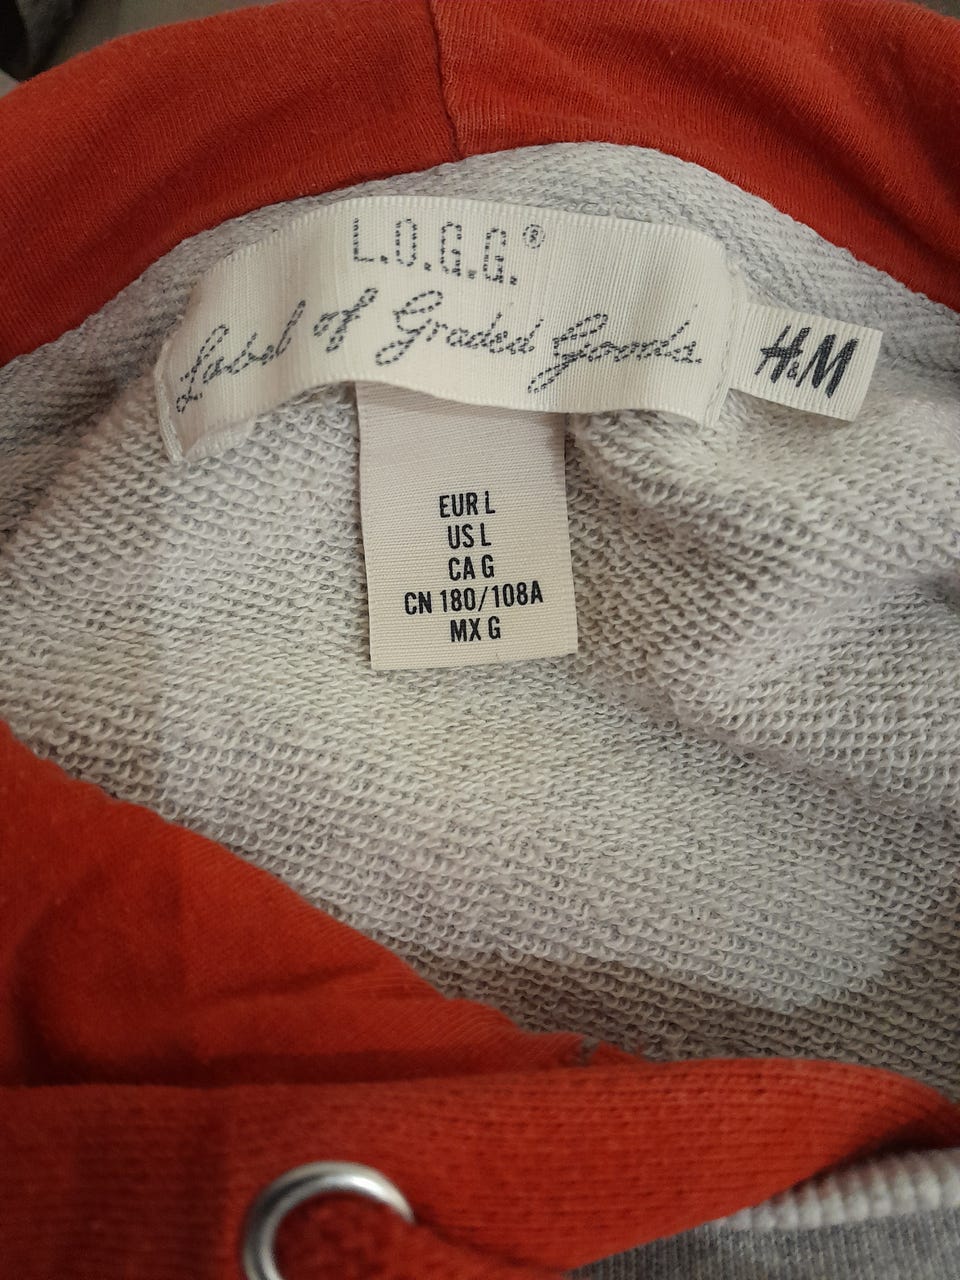 L.O.G.G.®
Label of Graded Goods.
H&M
EUR L
US L
CA G
CN 180/108A
MX G